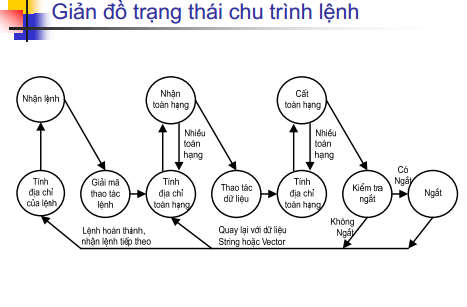 Giản đồ trạng thái chu trình lệnh
Nhận lệnh
Nhận
toán hạng
Cất
toán hạng
Nhiều
toán
hạng
Nhiều
toán
hạng
Tính
địa chỉ
của lệnh
Giải mã
thao tác
lệnh
Tính
địa chỉ
toán hạng
Thao tác
dữ liệu
Tính
địa chỉ
toán hạng
Kiểm tra
ngắt
Có
Ngắt
Ngắt
Không
Ngắt
Lệnh hoàn thành,
nhận lệnh tiếp theo
Quay lại với dữ liệu
String hoặc Vector